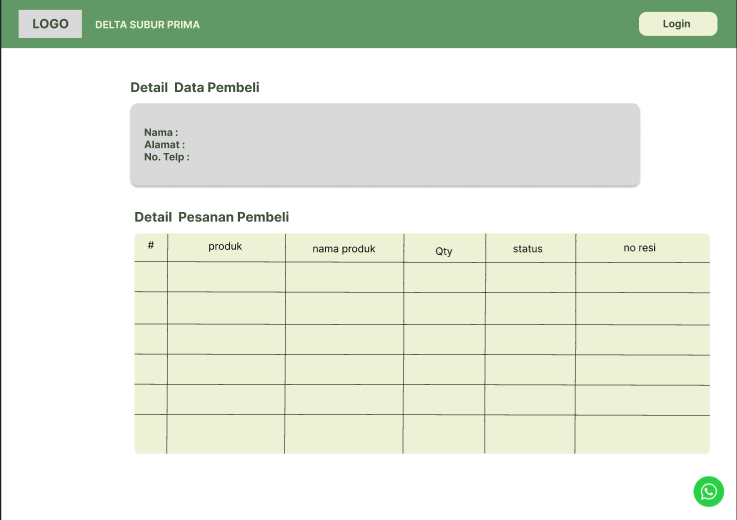 LOGO DELTA SUBUR PRIMA Login
Detail Data Pembeli
Nama :
Alamat :
No. Telp :
Detail Pesanan Pembeli
# produk nama produk Qty status no resi